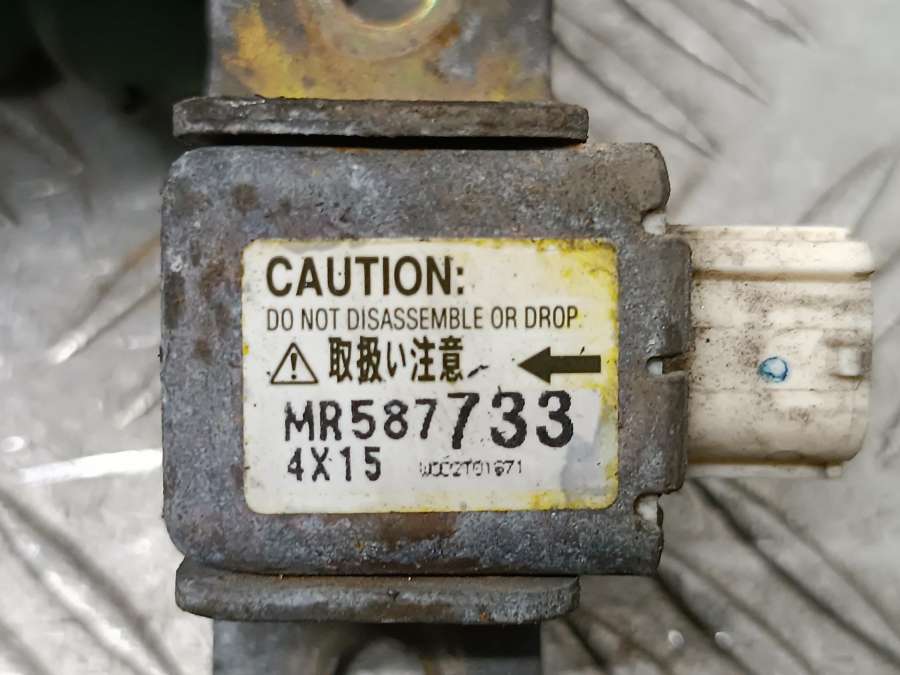 CAUTION:
DO NOT DISASSEMBLE OR DROP
取扱い注意
MR587733
4X15